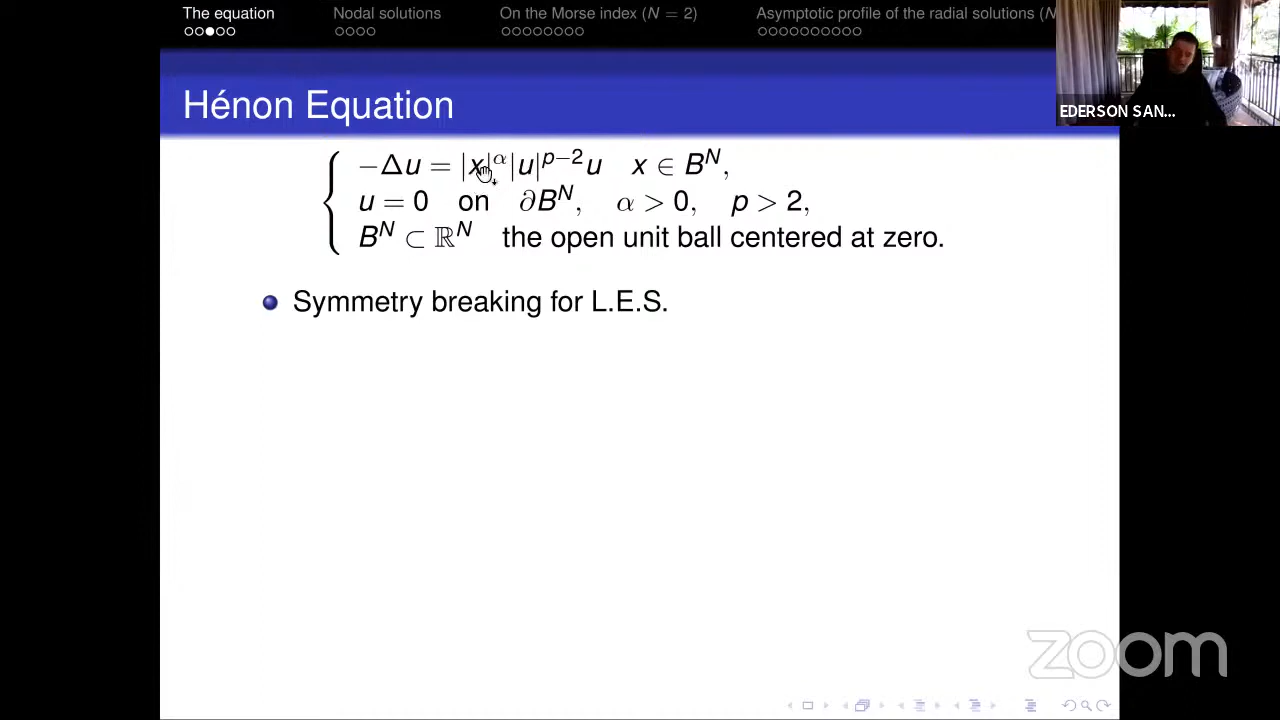 The equation
Nodal solutions
On the Morse index (N = 2)
Asymptotic profile of the radial solutions (N
EDERSON SAN...
Hénon Equation
−Δu = |x|^α|u|^{p−2}u x ∈ B^N,
u = 0 on ∂B^N, α > 0, p > 2,
B^N ⊂ ℝ^N the open unit ball centered at zero.
Symmetry breaking for L.E.S.
zoom